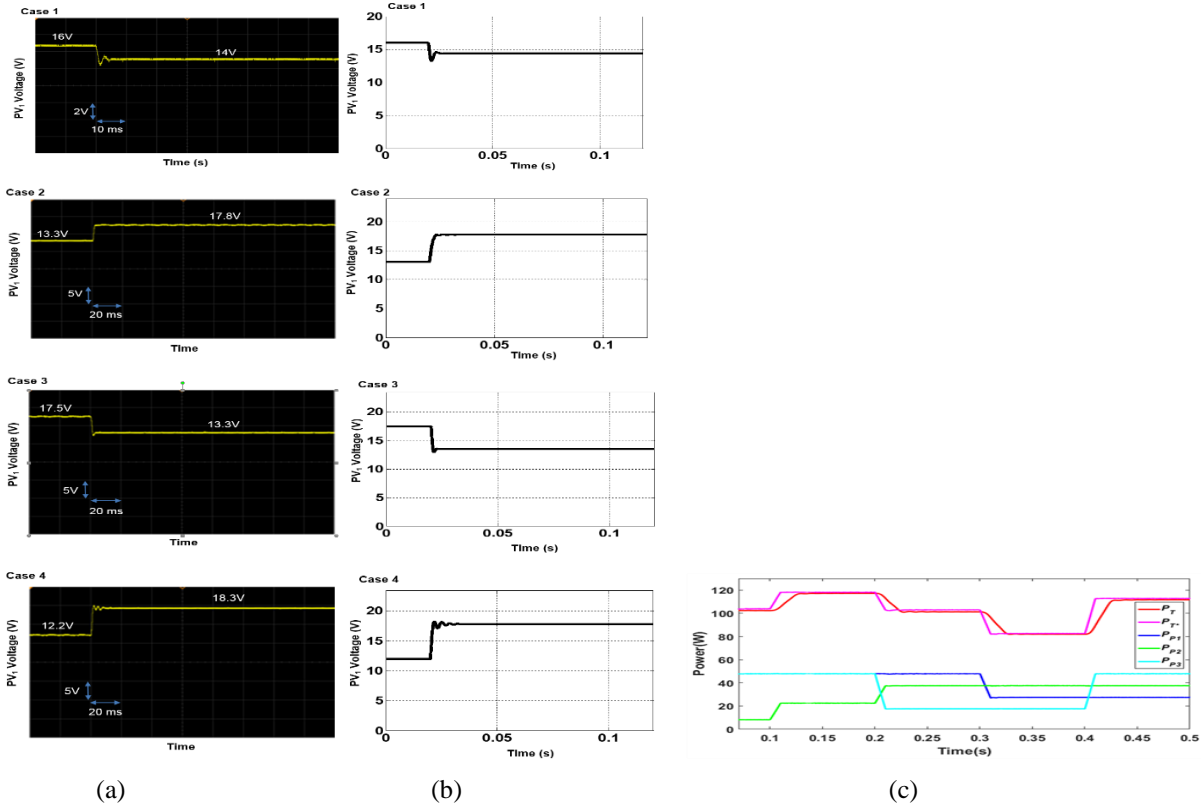 Case 1
PV1 Voltage (V)
16V
14V
2V
10 ms
Time (s)
Case 1
PV1 Voltage (V)
20
15
10
5
0
0
0.05
0.1
Time (s)
Case 2
PV1 Voltage (V)
13.3V
17.8V
5V
20 ms
Time
Case 2
PV1 Voltage (V)
20
15
10
5
0
0
0.05
0.1
Time (s)
Case 3
PV1 Voltage (V)
17.5V
13.3V
5V
20 ms
Time
Case 3
PV1 Voltage (V)
20
15
10
5
0
0
0.05
0.1
Time (s)
Case 4
PV1 Voltage (V)
12.2V
18.3V
5V
20 ms
Time
Case 4
PV1 Voltage (V)
20
15
10
5
0
0
0.05
0.1
Time (s)
Power(W)
120
100
80
60
40
20
0
0.1
0.15
0.2
0.25
0.3
0.35
0.4
0.45
0.5
Time(s)
PT
PT*
PP1
PP2
PP3
(a)
(b)
(c)